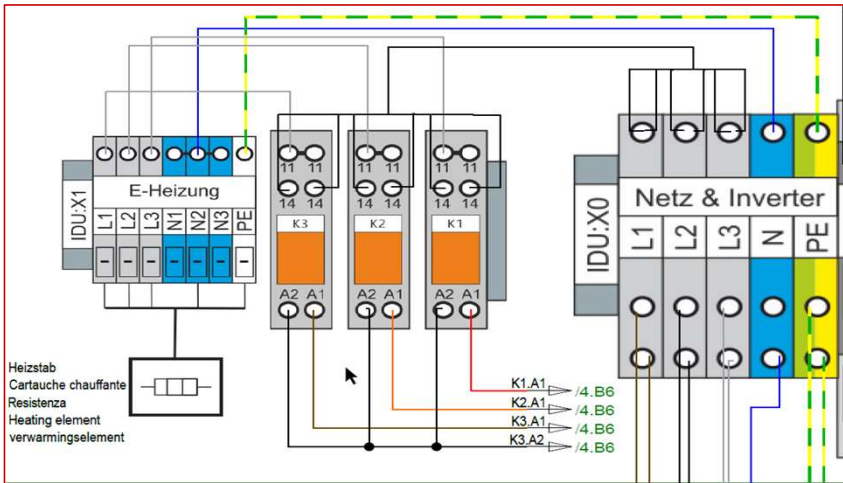 11 11
11 11
11 11
14 14
14 14
14 14
IDU:X1
E-Heizung
L1 L2 L3 N1 N2 N3 PE
K3
K2
K1
A2 A1
A2 A1
A2 A1
IDU:X0
Netz & Inverter
L1 L2 L3 N PE
Heizstab
Cartauche chauffante
Resistenza
Heating element
verwarmingselement
K1.A1 /4.B6
K2.A1 /4.B6
K3.A1 /4.B6
K3.A2 /4.B6